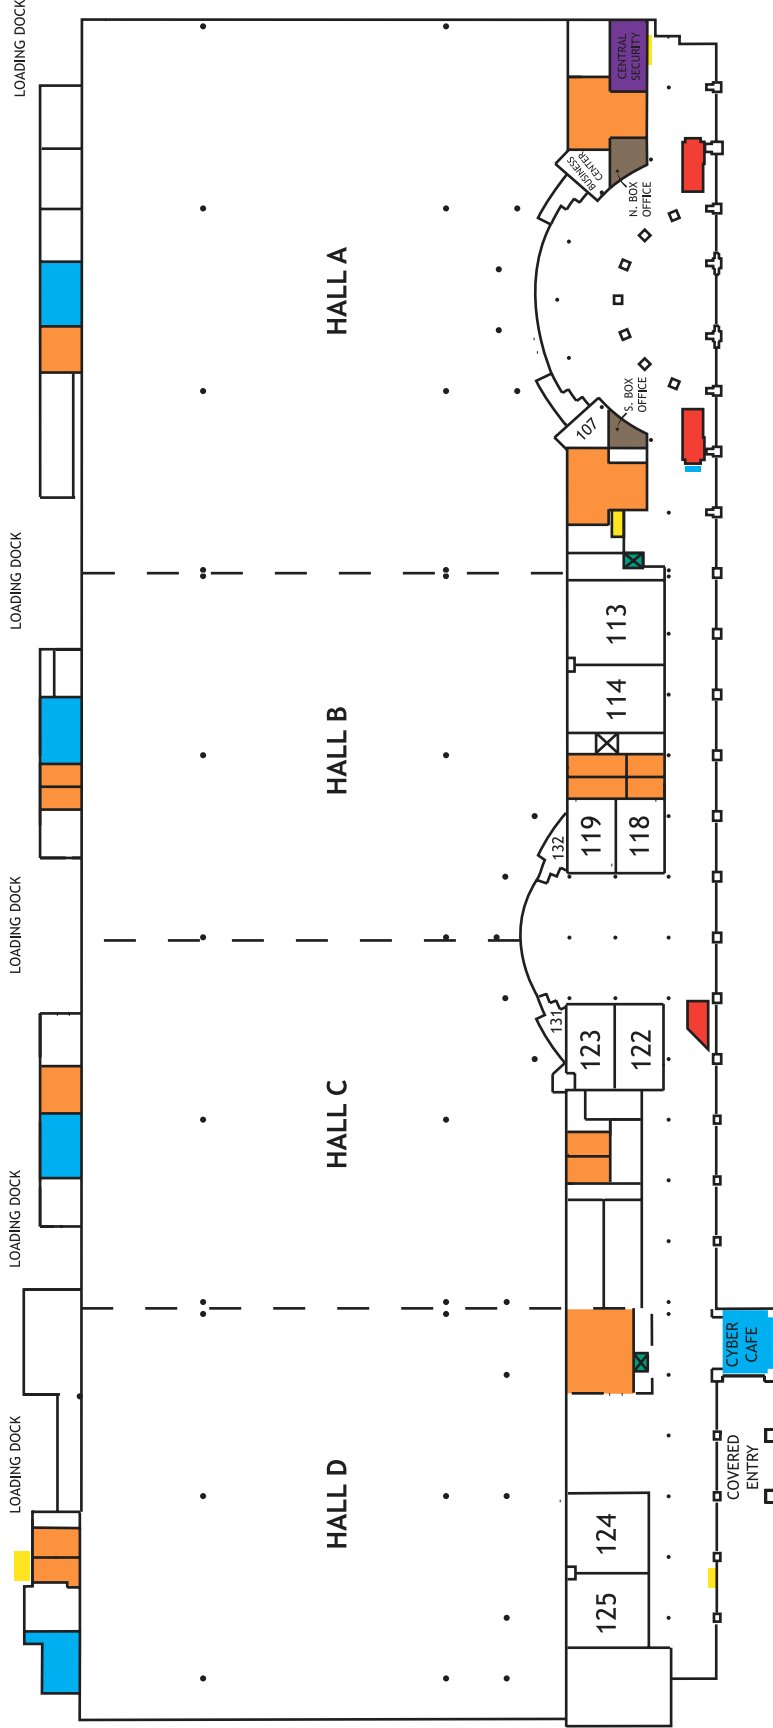 LOADING DOCK
LOADING DOCK
LOADING DOCK
LOADING DOCK
LOADING DOCK
HALL A
HALL B
HALL C
HALL D
CENTRAL
SECURITY
BUSINESS
CENTER
N. BOX
OFFICE
107
S. BOX
OFFICE
113
114
119
118
132
131
123
122
124
125
CYBER
CAFE
COVERED
ENTRY